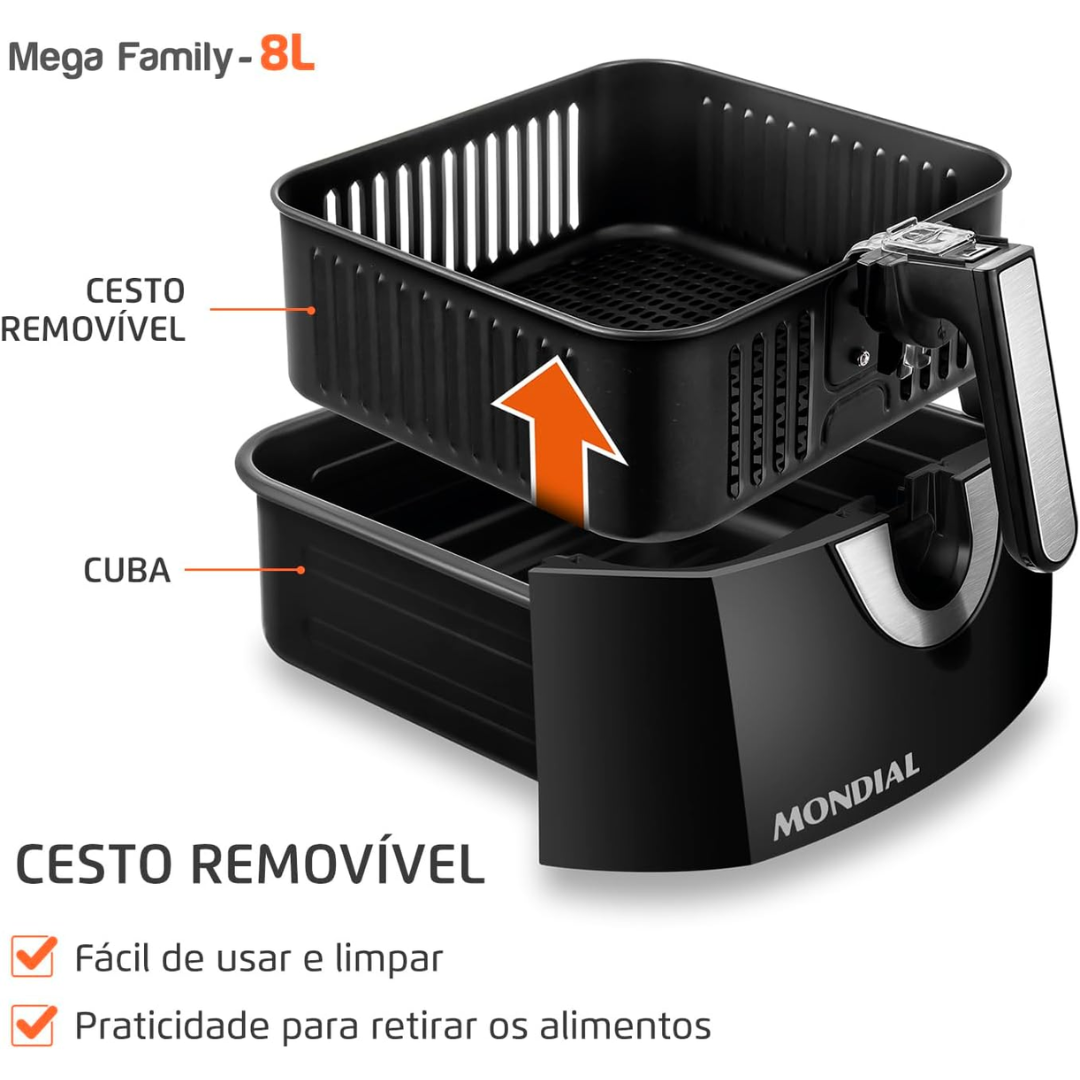 Mega Family - 8L
CESTO
REMOVÍVEL
CUBA
MONDIAL
CESTO REMOVÍVEL
Fácil de usar e limpar
Praticidade para retirar os alimentos